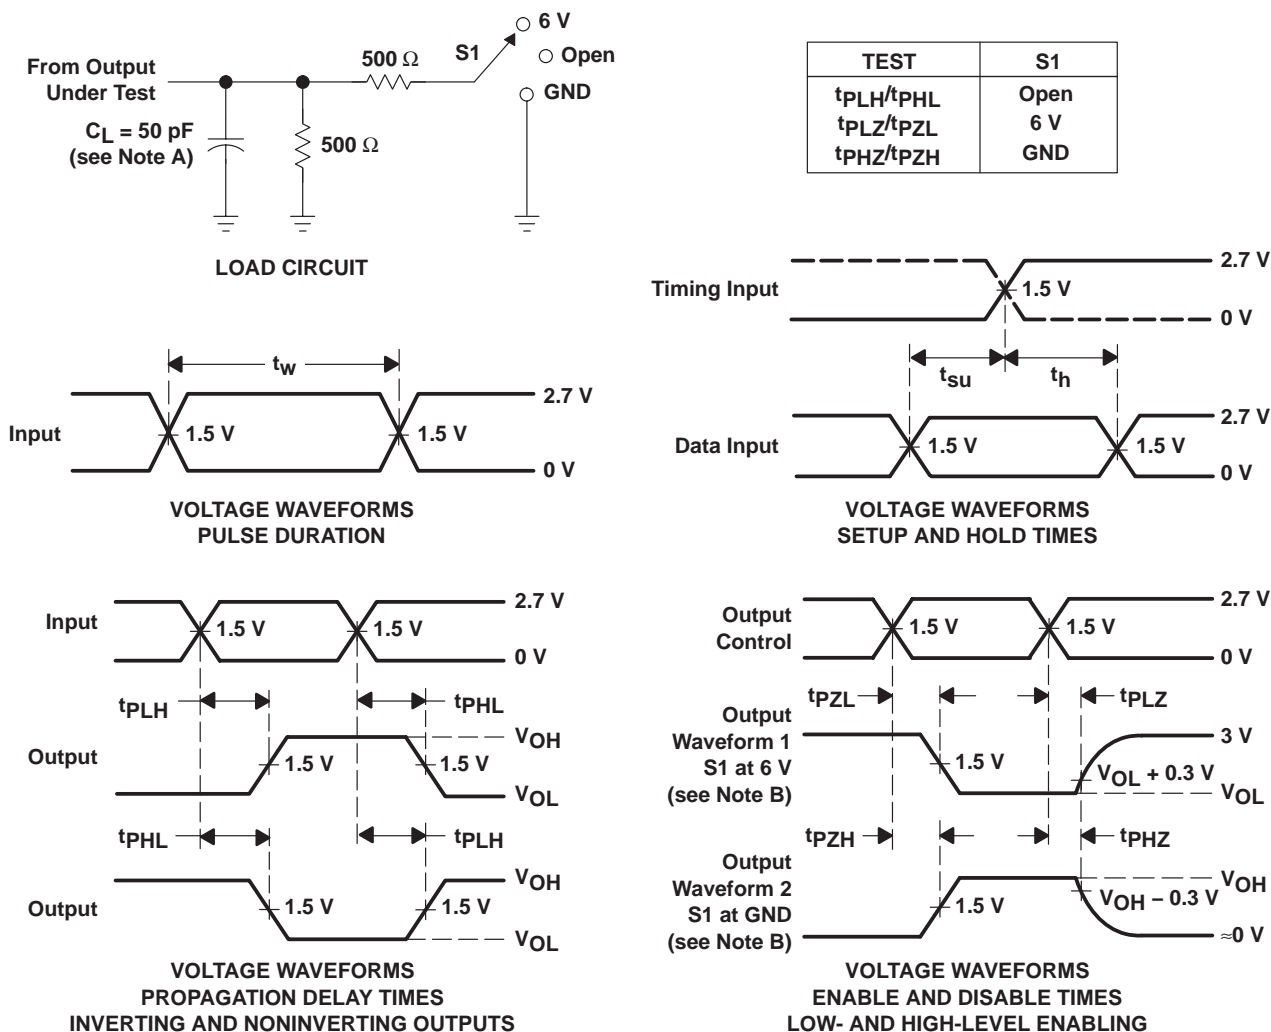 6 V
S1
Open
500 Ω
From Output
Under Test
GND
CL = 50 pF
(see Note A)
500 Ω
LOAD CIRCUIT
TEST S1
tPLH/tPHL Open
tPLZ/tPZL 6 V
tPHZ/tPZH GND
2.7 V
Timing Input
1.5 V
0 V
tsu
th
2.7 V
Data Input
1.5 V
1.5 V
0 V
VOLTAGE WAVEFORMS
SETUP AND HOLD TIMES
tw
2.7 V
Input
1.5 V
1.5 V
0 V
VOLTAGE WAVEFORMS
PULSE DURATION
2.7 V
Input
1.5 V
1.5 V
0 V
tPLH
tPHL
VOH
Output
1.5 V
1.5 V
VOL
tPHL
tPLH
VOH
Output
1.5 V
1.5 V
VOL
VOLTAGE WAVEFORMS
PROPAGATION DELAY TIMES
INVERTING AND NONINVERTING OUTPUTS
2.7 V
Output
Control
1.5 V
1.5 V
0 V
tPZL
tPLZ
Output
Waveform 1
S1 at 6 V
(see Note B)
3 V
1.5 V
VOL + 0.3 V
VOL
tPZH
tPHZ
Output
Waveform 2
S1 at GND
(see Note B)
VOH
1.5 V
VOH − 0.3 V
≈0 V
VOLTAGE WAVEFORMS
ENABLE AND DISABLE TIMES
LOW- AND HIGH-LEVEL ENABLING